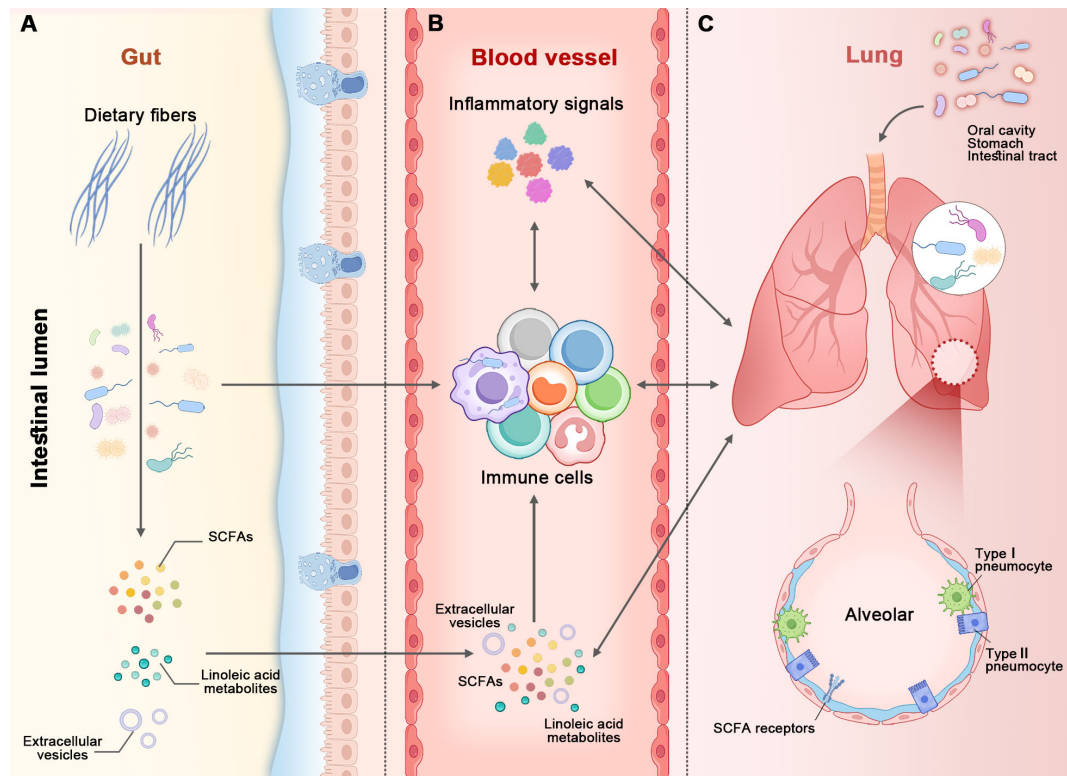 A
Gut
Dietary fibers
Intestinal lumen
SCFAs
Linoleic acid
metabolites
Extracellular
vesicles
B
Blood vessel
Inflammatory signals
Immune cells
Extracellular
vesicles
SCFAs
Linoleic acid
metabolites
C
Lung
Oral cavity
Stomach
Intestinal tract
Type I
pneumocyte
Alveolar
Type II
pneumocyte
SCFA receptors